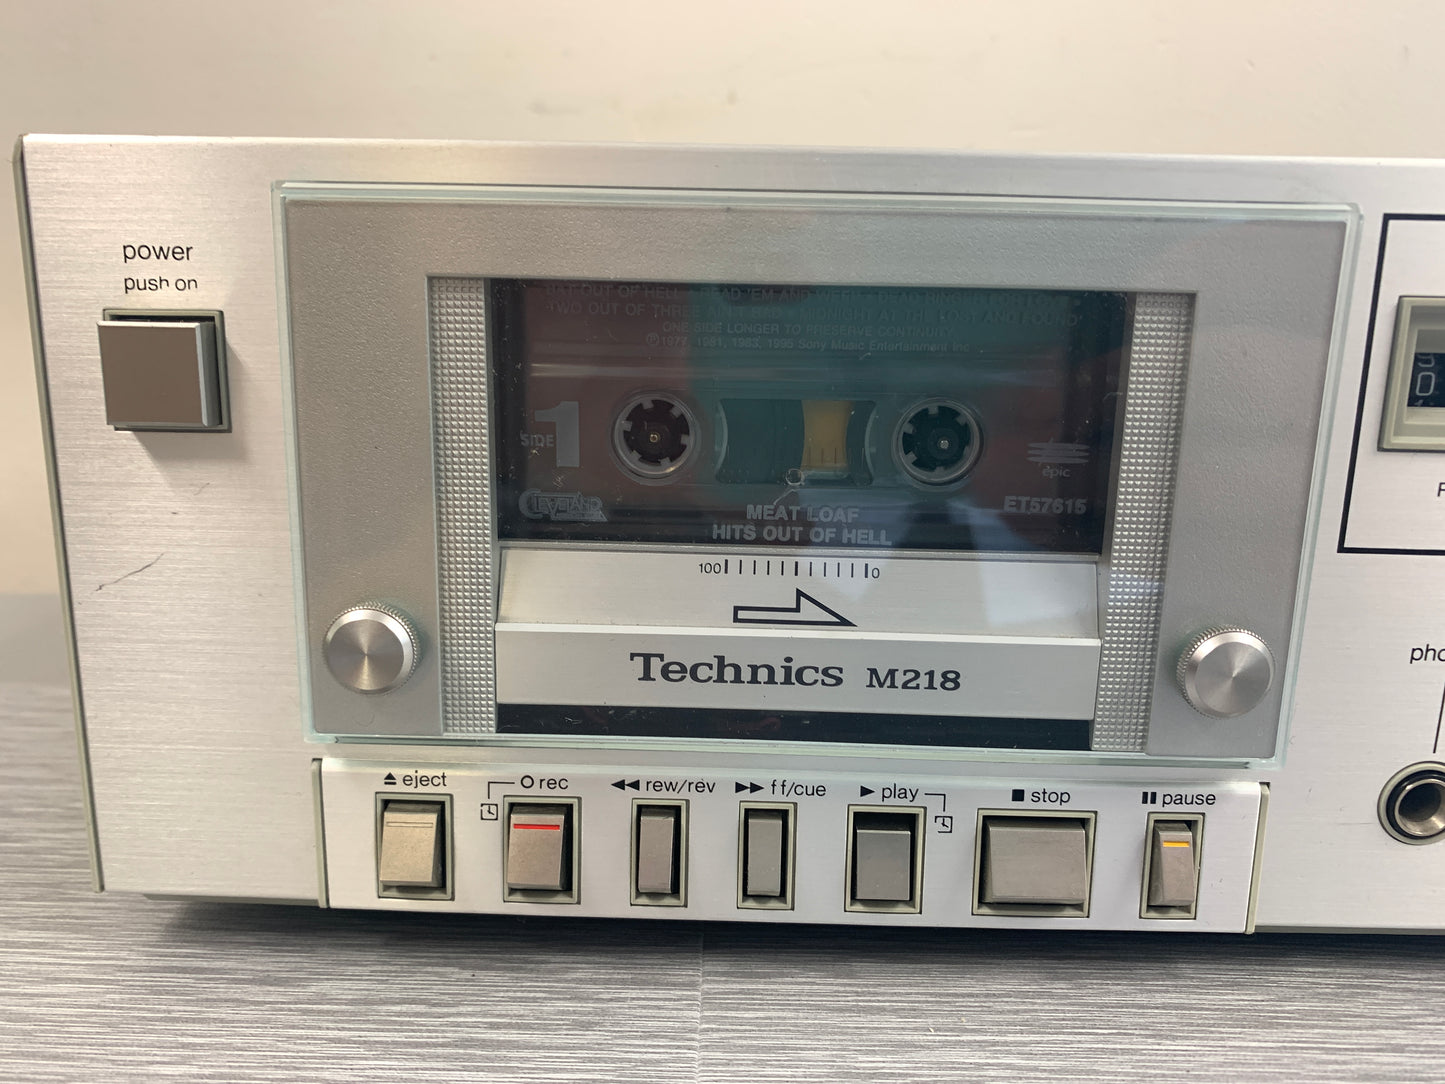 power
push on
BAT OUT OF HELL • READ 'EM AND WEEP • DEAD RINGER FOR LOVE
TWO OUT OF THREE AIN'T BAD • MIDNIGHT AT THE LOST AND FOUND
ONE SIDE LONGER TO PRESERVE CONTINUITY
℗1977, 1981, 1983, 1995 Sony Music Entertainment Inc
SIDE 1
epic
CLEVELAND
ET57615
MEAT LOAF
HITS OUT OF HELL
100 0
Technics M218
0
pho
⏏ eject
O rec
◀◀ rew/rev
▶▶ ff/cue
▶ play
■ stop
▮▮ pause